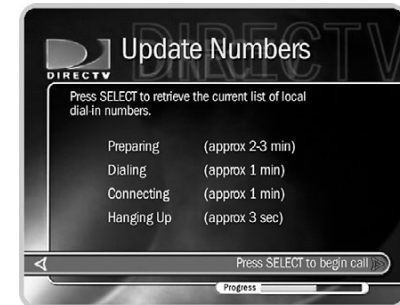 DIRECTV
Update Numbers
DIRECTV
Press SELECT to retrieve the current list of local
dial-in numbers.
Preparing (approx 2-3 min)
Dialing (approx 1 min)
Connecting (approx 1 min)
Hanging Up (approx 3 sec)
Press SELECT to begin call
Progress